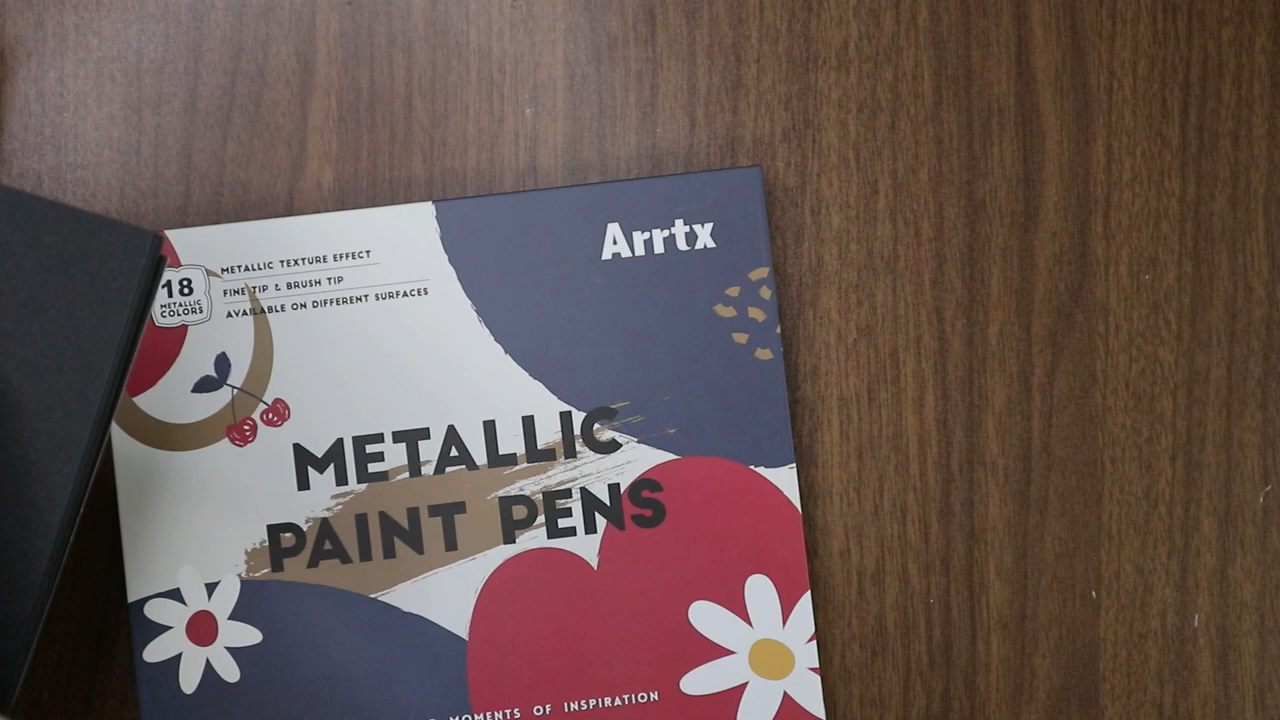 Arrtx
18
METALLIC
COLORS
METALLIC TEXTURE EFFECT
FINE TIP & BRUSH TIP
AVAILABLE ON DIFFERENT SURFACES
METALLIC
PAINT PENS
MOMENTS OF INSPIRATION